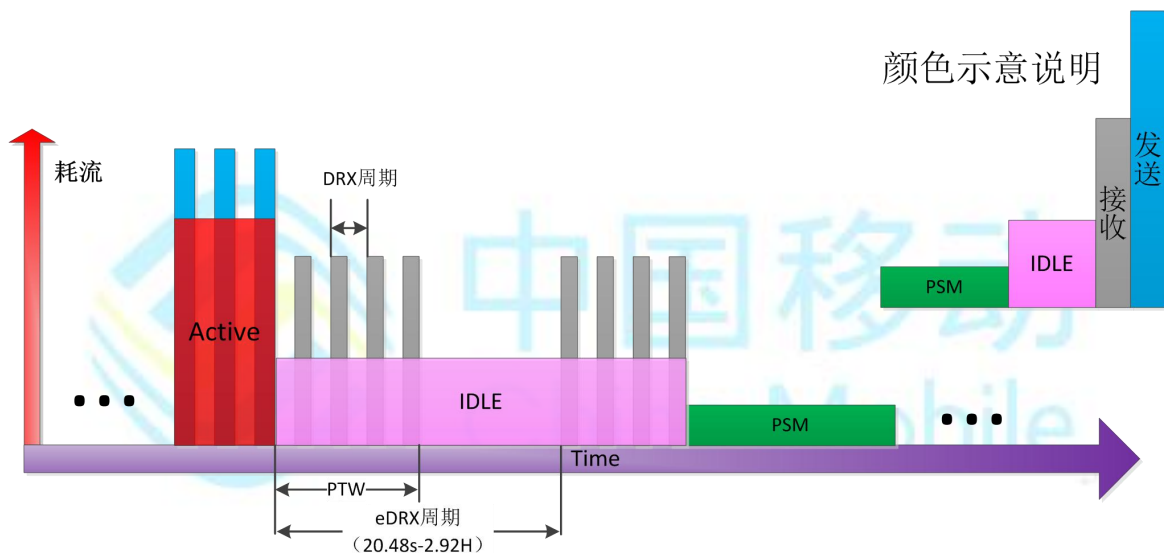 颜色示意说明
耗流
DRX周期
发送
接收
IDLE
PSM
Active
IDLE
PSM
Time
PTW
eDRX周期
（20.48s-2.92H）
中国移动
Mobile